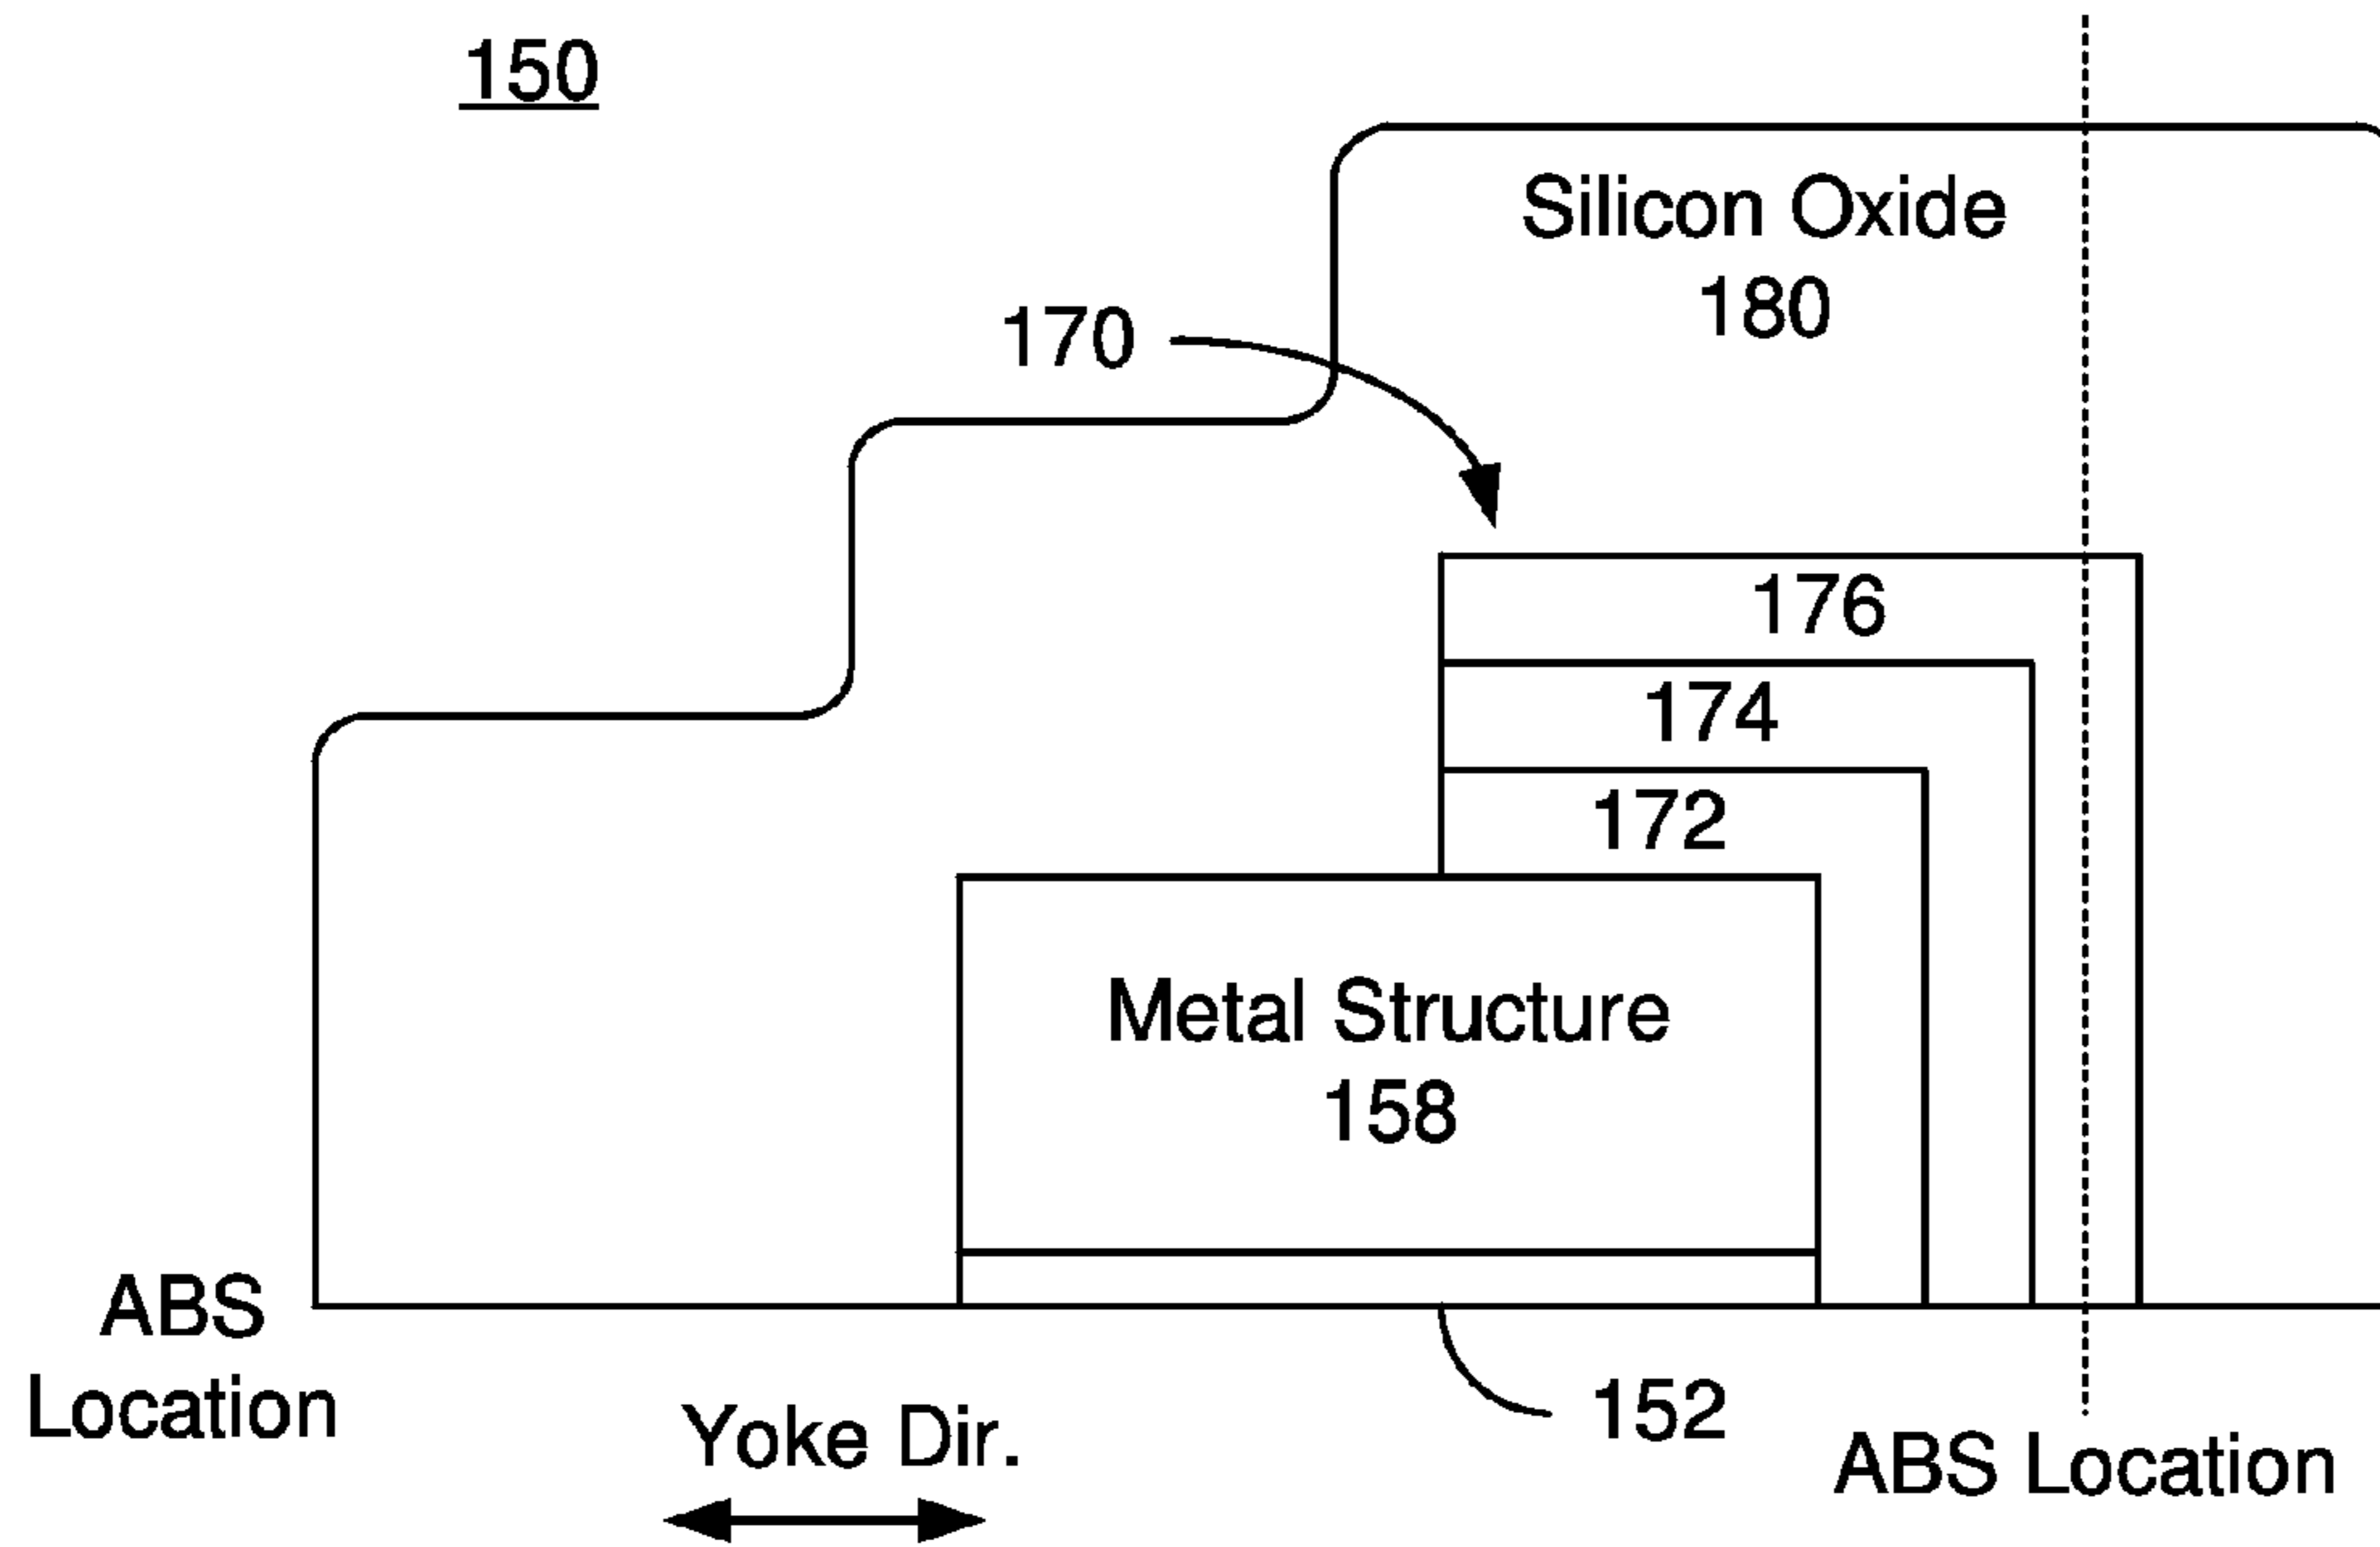 150
Silicon Oxide
180
170
176
174
172
Metal Structure
158
ABS
Location
Yoke Dir.
152
ABS Location